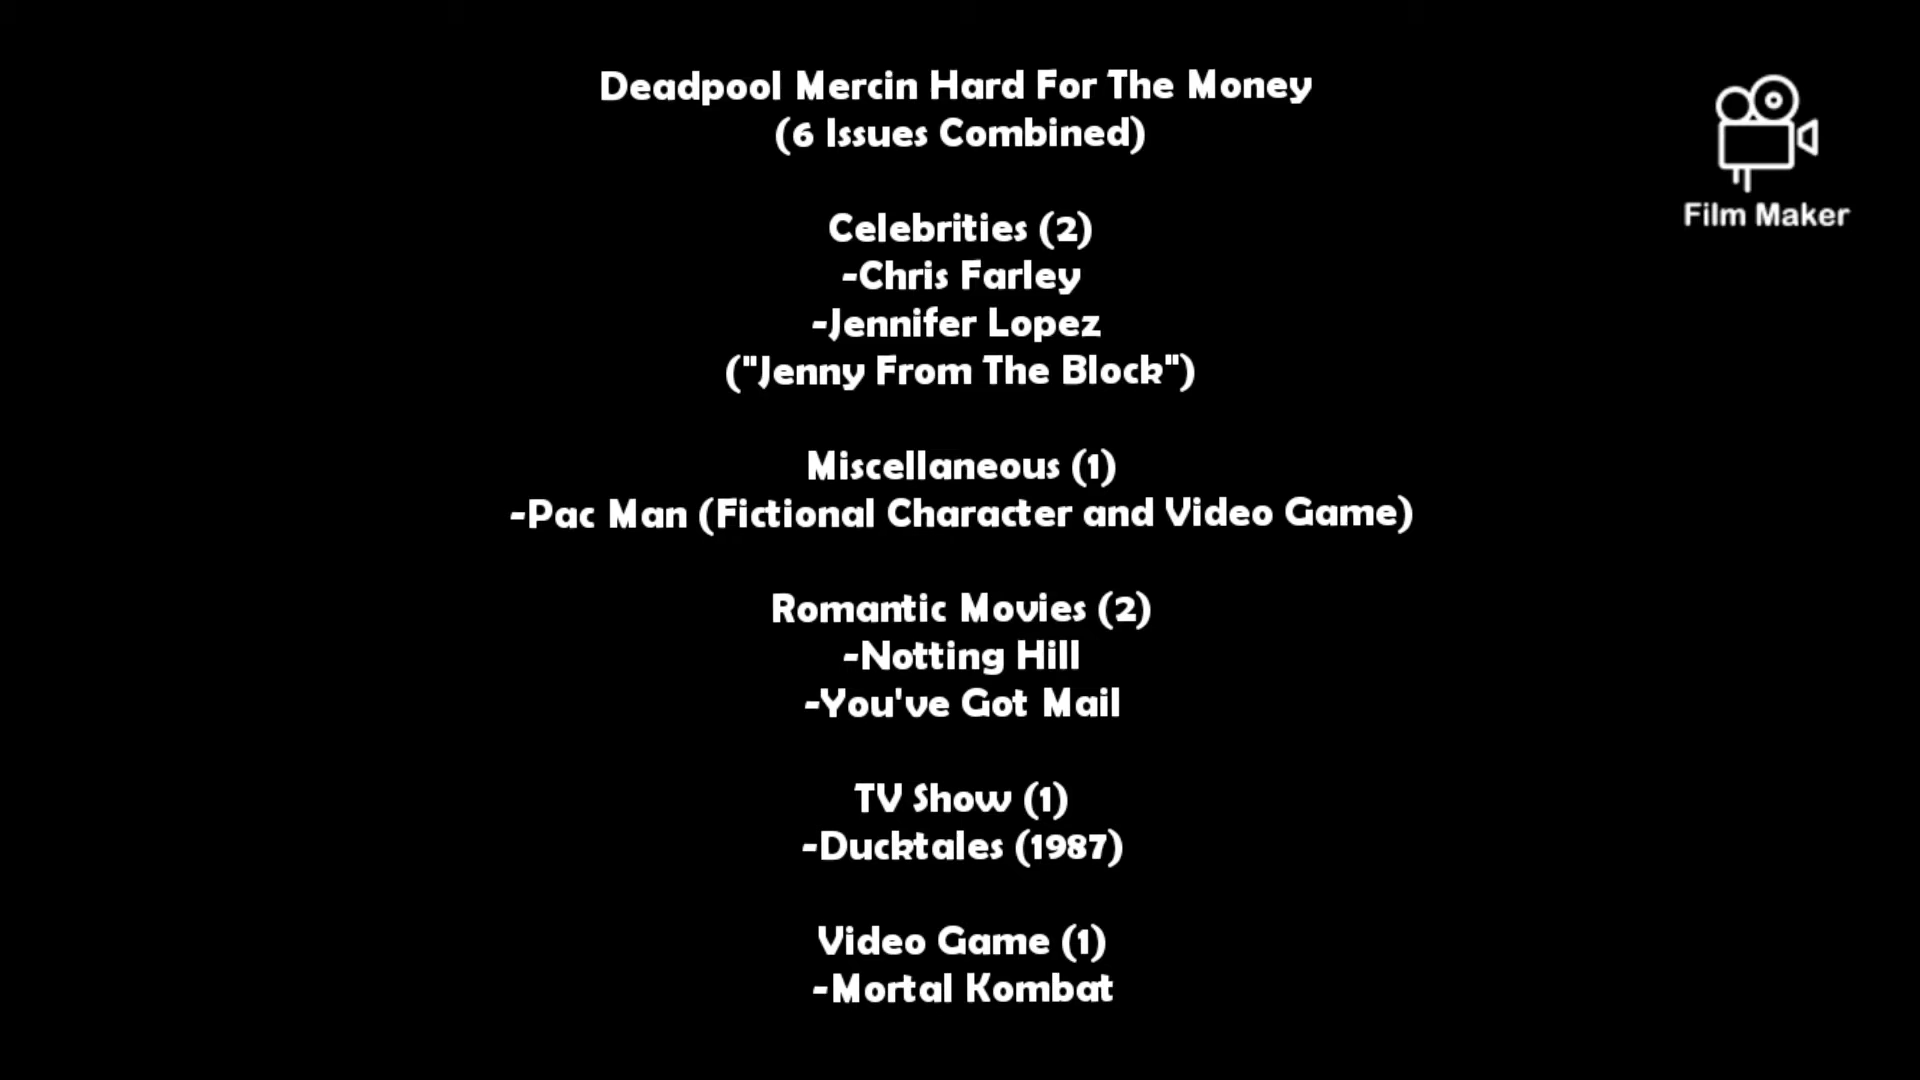 Deadpool Mercin Hard For The Money
(6 Issues Combined)
Film Maker
Celebrities (2)
-Chris Farley
-Jennifer Lopez
("Jenny From The Block")
Miscellaneous (1)
-Pac Man (Fictional Character and Video Game)
Romantic Movies (2)
-Notting Hill
-You've Got Mail
TV Show (1)
-Ducktales (1987)
Video Game (1)
-Mortal Kombat